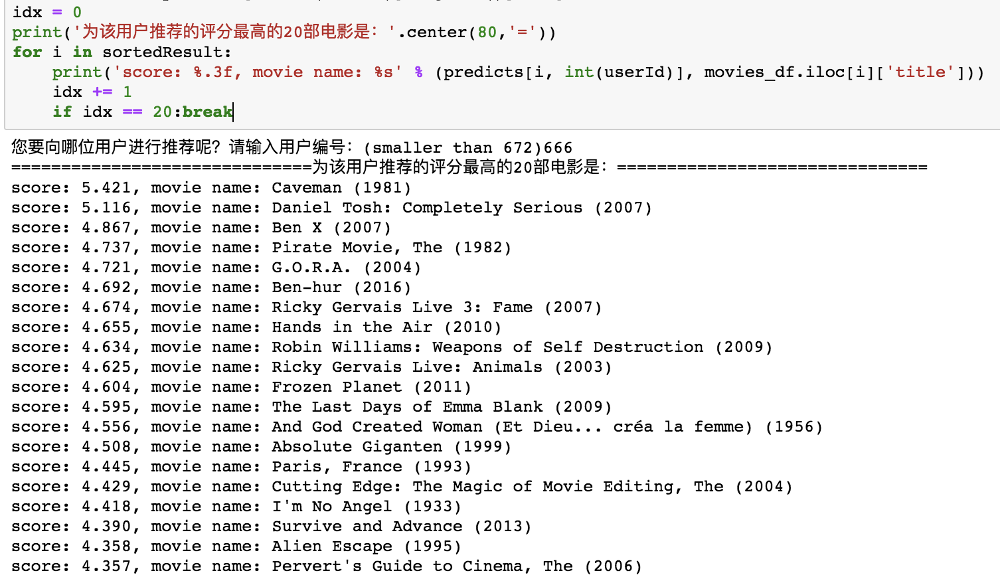 idx = 0
print('为该用户推荐的评分最高的20部电影是：'.center(80,'='))
for i in sortedResult:
    print('score: %.3f, movie name: %s' % (predicts[i, int(userId)], movies_df.iloc[i]['title']))
    idx += 1
    if idx == 20:break
您要向哪位用户进行推荐呢？请输入用户编号：(smaller than 672)666
==============================为该用户推荐的评分最高的20部电影是：===============================
score: 5.421, movie name: Caveman (1981)
score: 5.116, movie name: Daniel Tosh: Completely Serious (2007)
score: 4.867, movie name: Ben X (2007)
score: 4.737, movie name: Pirate Movie, The (1982)
score: 4.721, movie name: G.O.R.A. (2004)
score: 4.692, movie name: Ben-hur (2016)
score: 4.674, movie name: Ricky Gervais Live 3: Fame (2007)
score: 4.655, movie name: Hands in the Air (2010)
score: 4.634, movie name: Robin Williams: Weapons of Self Destruction (2009)
score: 4.625, movie name: Ricky Gervais Live: Animals (2003)
score: 4.604, movie name: Frozen Planet (2011)
score: 4.595, movie name: The Last Days of Emma Blank (2009)
score: 4.556, movie name: And God Created Woman (Et Dieu... créa la femme) (1956)
score: 4.508, movie name: Absolute Giganten (1999)
score: 4.445, movie name: Paris, France (1993)
score: 4.429, movie name: Cutting Edge: The Magic of Movie Editing, The (2004)
score: 4.418, movie name: I'm No Angel (1933)
score: 4.390, movie name: Survive and Advance (2013)
score: 4.358, movie name: Alien Escape (1995)
score: 4.357, movie name: Pervert's Guide to Cinema, The (2006)